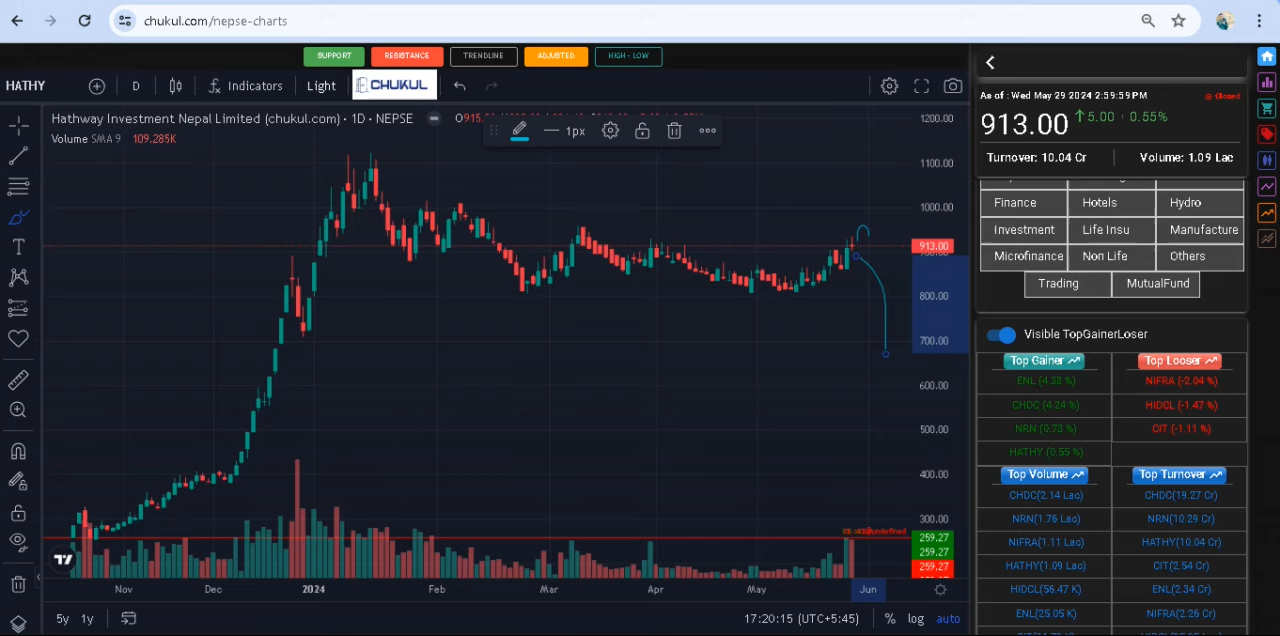 chukul.com/nepse-charts
SUPPORT RESISTANCE TRENDLINE ADJUSTED HIGH - LOW
HATHY D Indicators Light CHUKUL
Hathway Investment Nepal Limited (chukul.com) · 1D · NEPSE
1px
Volume SMA 9 109.285K
1200.00
1100.00
1000.00
913.00
800.00
700.00
600.00
500.00
400.00
300.00
259.27
259.27
259.27
Nov Dec 2024 Feb Mar Apr May Jun
5y 1y 17:20:15 (UTC+5:45) % log auto
As of : Wed May 29 2024 2:59:59 PM Closed
913.00 5.00 0.55%
Turnover: 10.04 Cr Volume: 1.09 Lac
Finance Hotels Hydro
Investment Life Insu Manufacture
Microfinance Non Life Others
Trading MutualFund
Visible TopGainerLoser
Top Gainer Top Looser
ENL (4.38 %) NIFRA (-2.04 %)
CHDC (4.24 %) HIDCL (-1.47 %)
NRN (0.73 %) CIT (-1.11 %)
HATHY (0.55 %)
Top Volume Top Turnover
CHDC(2.14 Lac) CHDC(19.27 Cr)
NRN(1.76 Lac) NRN(10.29 Cr)
NIFRA(1.11 Lac) HATHY(10.04 Cr)
HATHY(1.09 Lac) CIT(2.54 Cr)
HIDCL(56.47 K) ENL(2.34 Cr)
ENL(25.05 K) NIFRA(2.26 Cr)